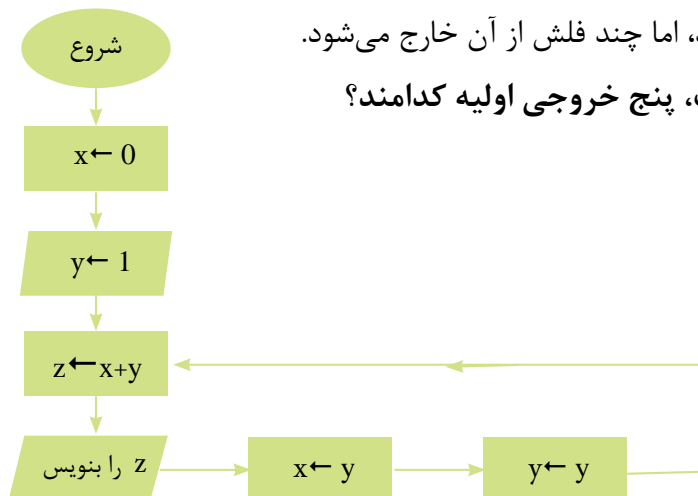 ، اما چند فلش از آن خارج می‌شود.
، پنج خروجی اولیه کدامند؟
شروع
x← 0
y← 1
z←x+y
z را بنویس
x← y
y← y